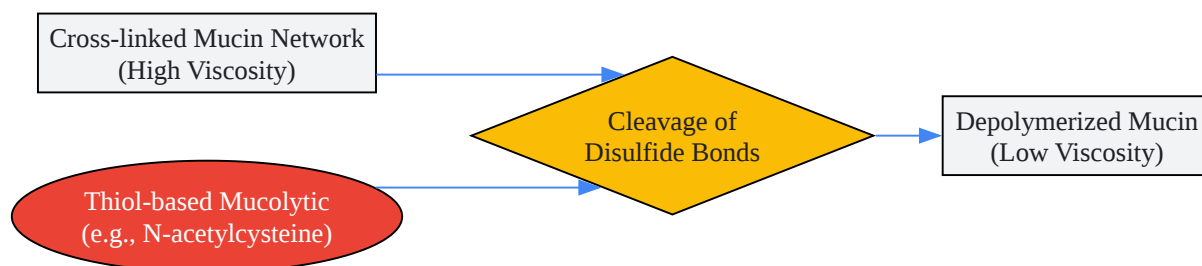 Cross-linked Mucin Network
(High Viscosity)
Cleavage of
Disulfide Bonds
Depolymerized Mucin
(Low Viscosity)
Thiol-based Mucolytic
(e.g., N-acetylcysteine)